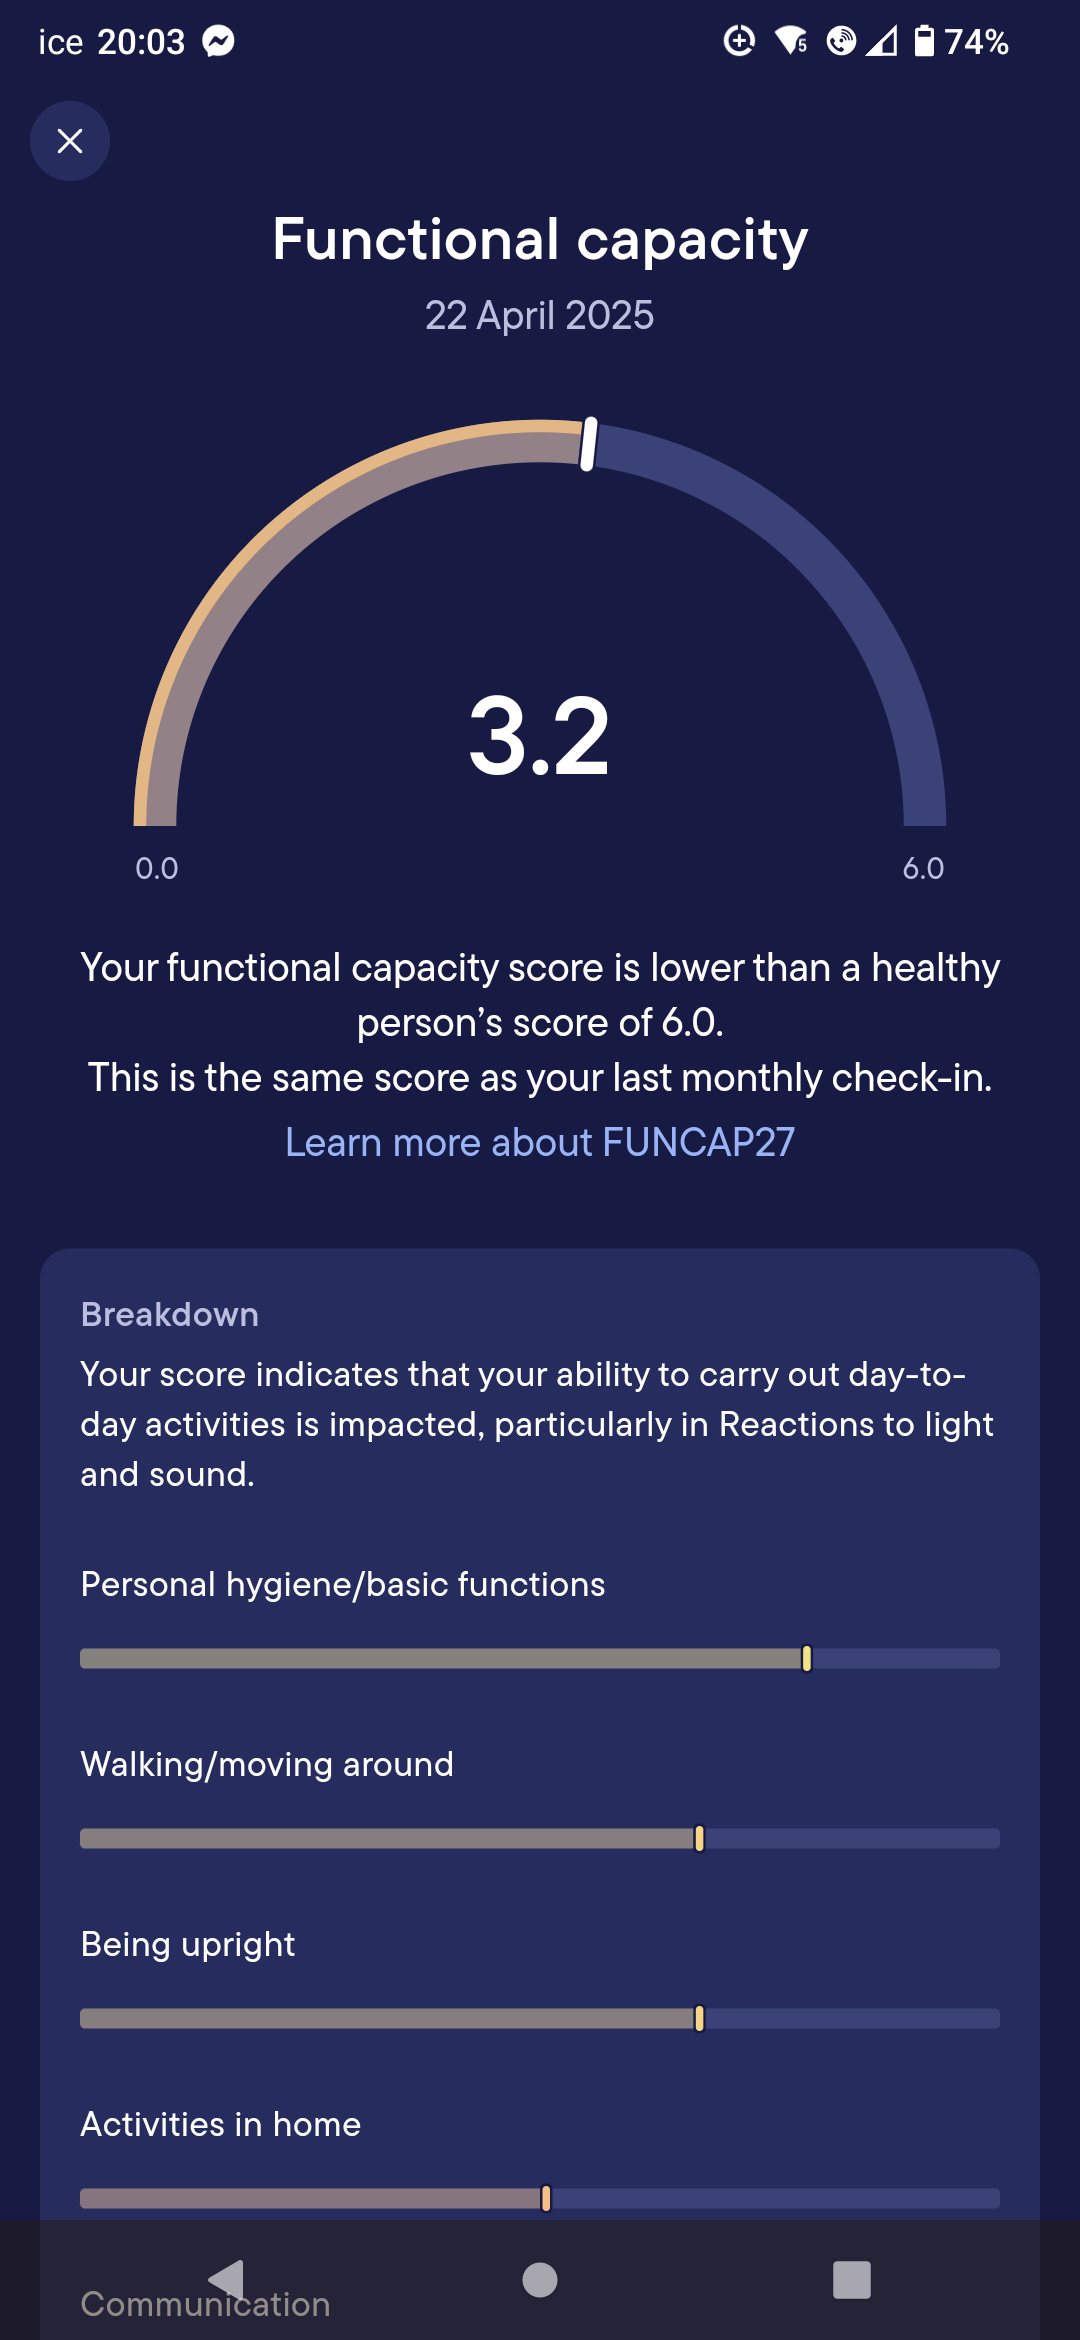 ice 20:03
5 74%
Functional capacity
22 April 2025
3.2
0.0 6.0
Your functional capacity score is lower than a healthy
person’s score of 6.0.
This is the same score as your last monthly check-in.
Learn more about FUNCAP27
Breakdown
Your score indicates that your ability to carry out day-to-
day activities is impacted, particularly in Reactions to light
and sound.
Personal hygiene/basic functions
Walking/moving around
Being upright
Activities in home
Communication